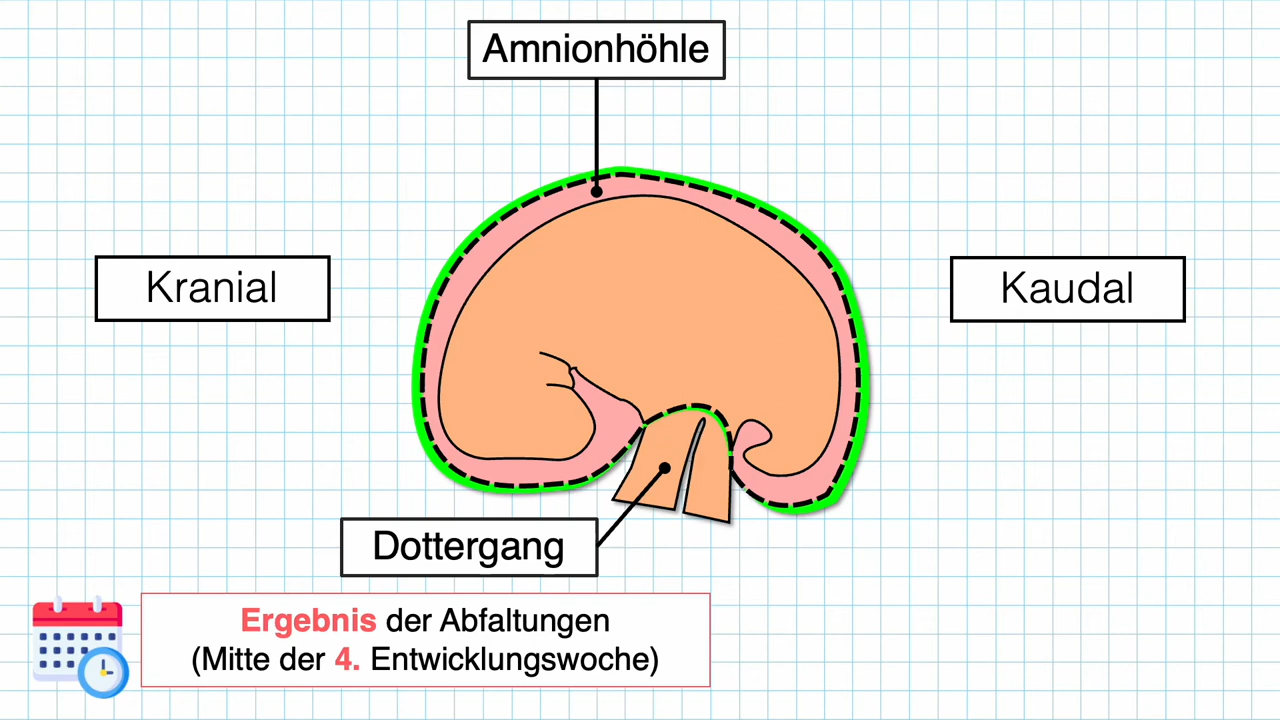 Amnionhöhle
Kranial
Kaudal
Dottergang
Ergebnis der Abfaltungen
(Mitte der 4. Entwicklungswoche)